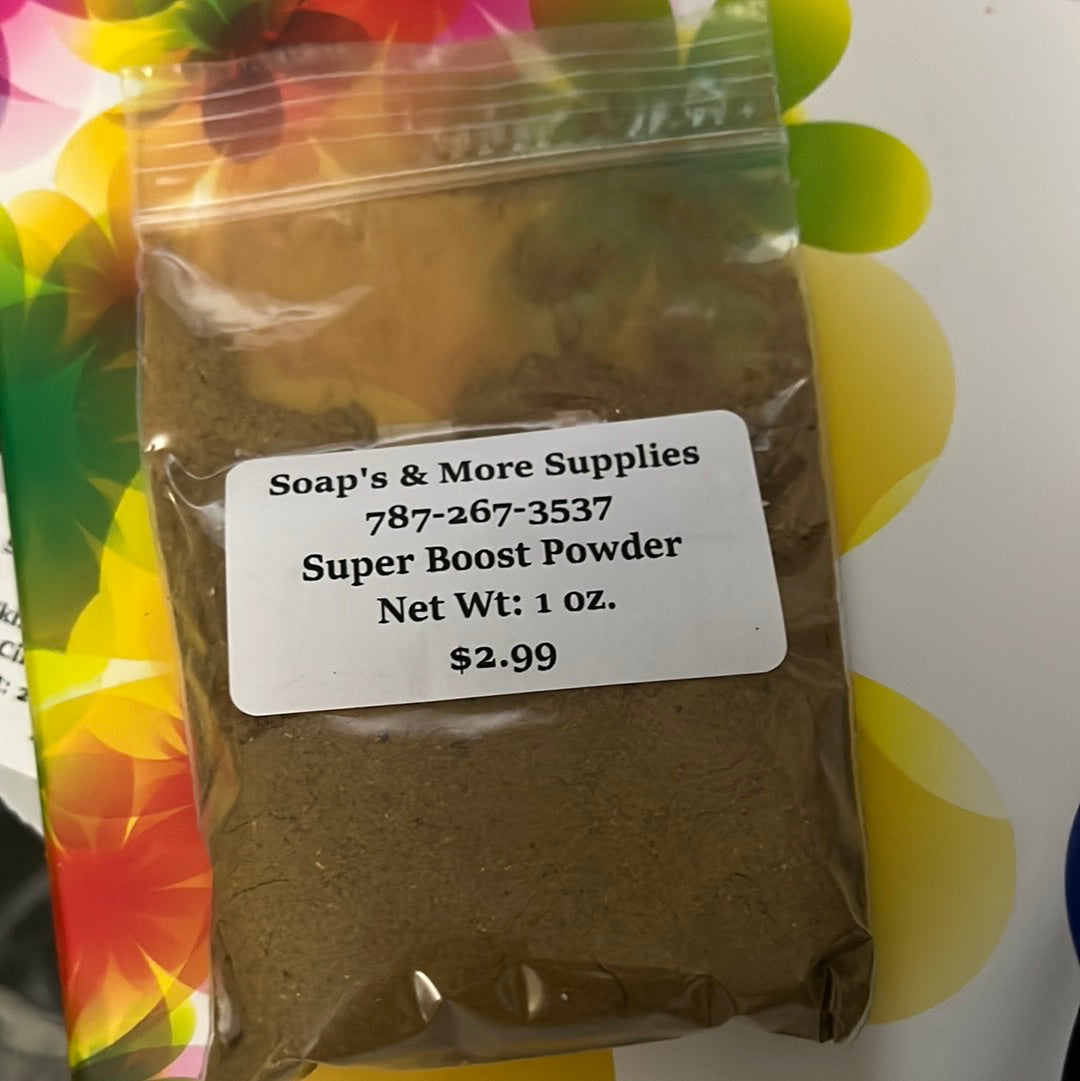 Soap's & More Supplies
787-267-3537
Super Boost Powder
Net Wt: 1 oz.
$2.99